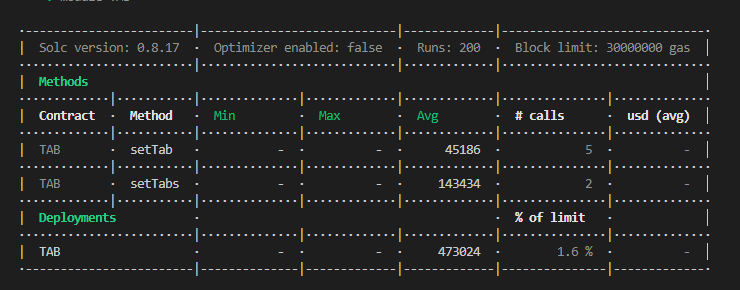 Solc version: 0.8.17 · Optimizer enabled: false · Runs: 200 · Block limit: 30000000 gas
Methods
Contract · Method · Min · Max · Avg · # calls · usd (avg)
TAB · setTab · - · - · 45186 · 5 · -
TAB · setTabs · - · - · 143434 · 2 · -
Deployments · · % of limit ·
TAB · - · - · 473024 · 1.6 % · -